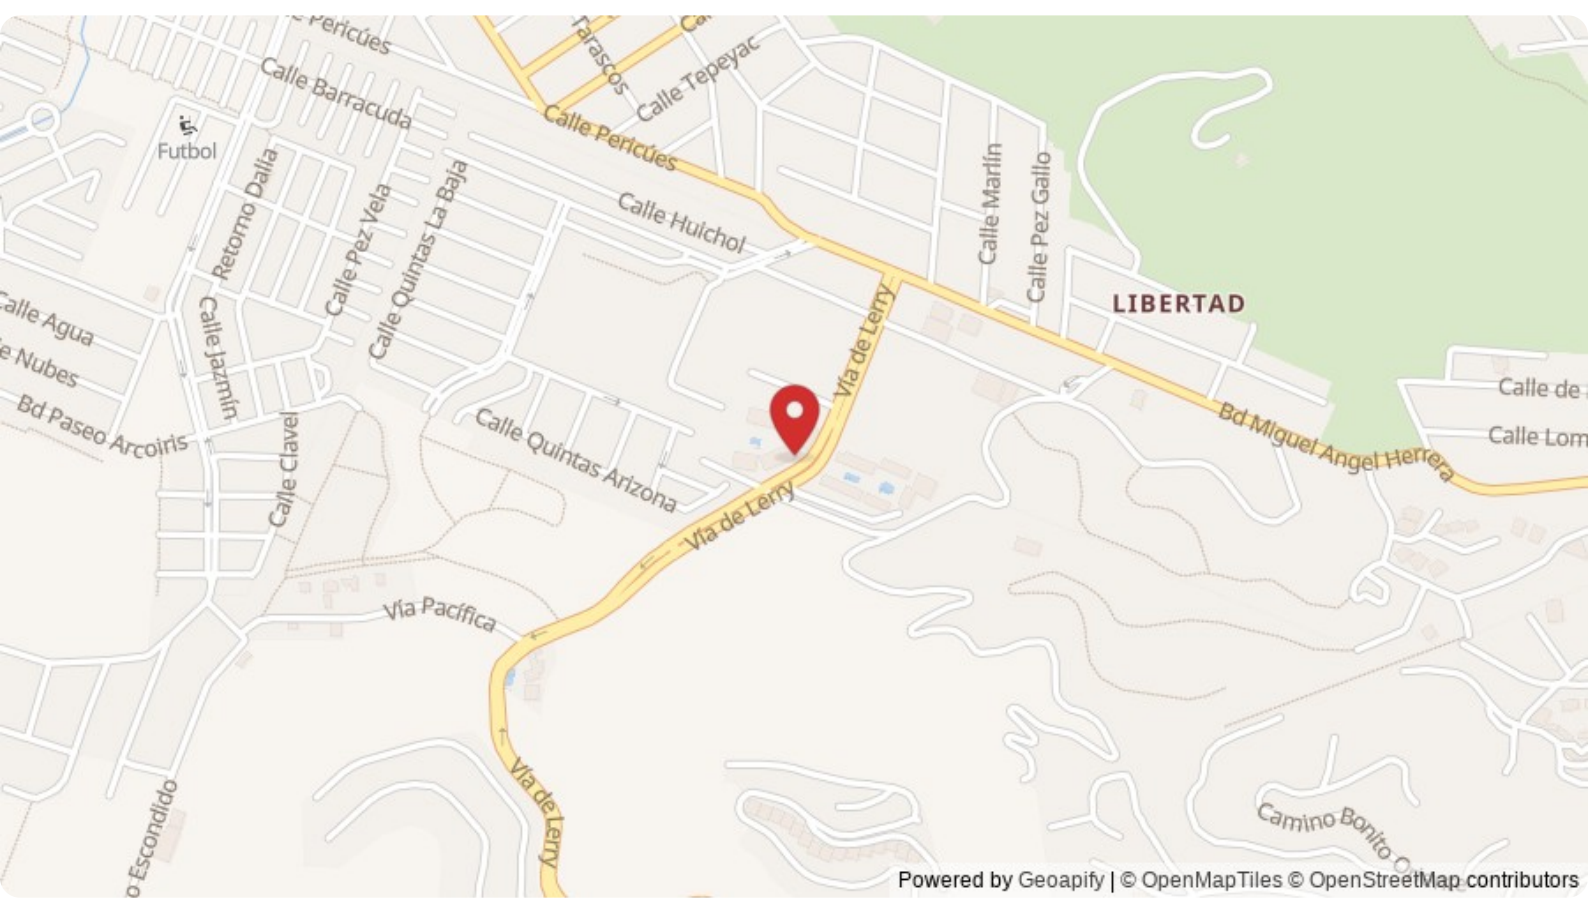 Pericúes
Tarascos
Calle Tepeyac
Calle Barracuda
Calle Pericúes
Futbol
Retorno Dalia
Calle Pez Vela
Calle Quintas La Baja
Calle Huichol
Calle Marlín
Calle Pez Gallo
LIBERTAD
Calle Agua
Nubes
Calle Jazmín
Vía de Lerry
Bd Paseo Arcoiris
Calle Clavel
Calle Quintas Arizona
Calle de
Calle Lom
Bd Miguel Angel Herrera
Vía de Lerry
Vía Pacífica
Vía de Lerry
o Escondido
Camino Bonito
Powered by Geoapify | © OpenMapTiles © OpenStreetMap contributors